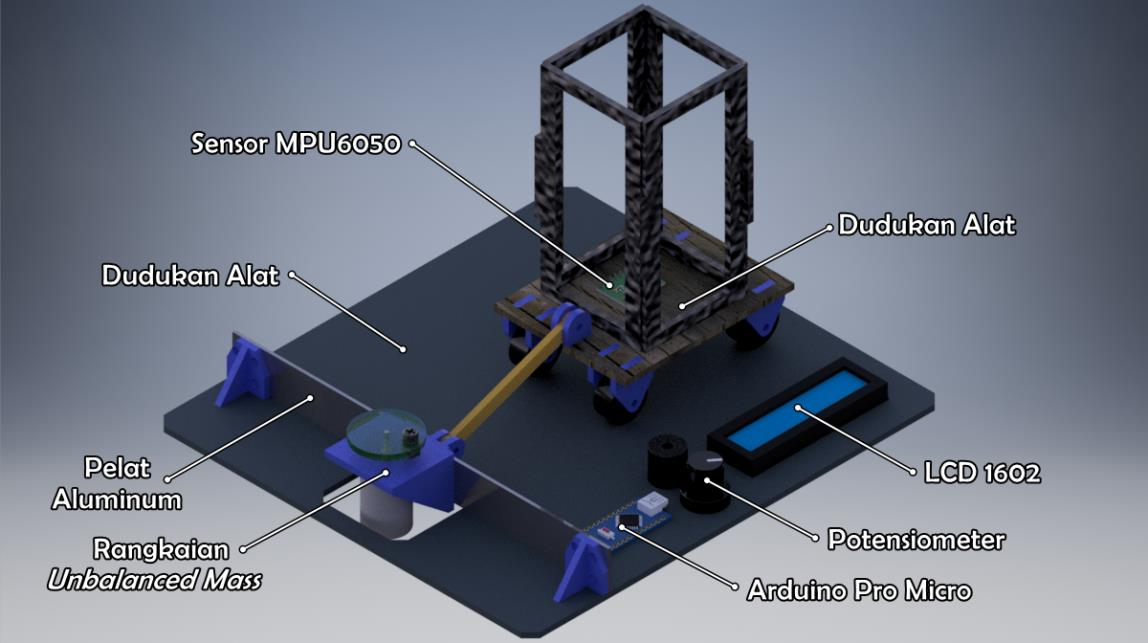 Sensor MPU6050
Dudukan Alat
Dudukan Alat
Pelat
Aluminum
LCD 1602
Rangkaian
Unbalanced Mass
Potensiometer
Arduino Pro Micro